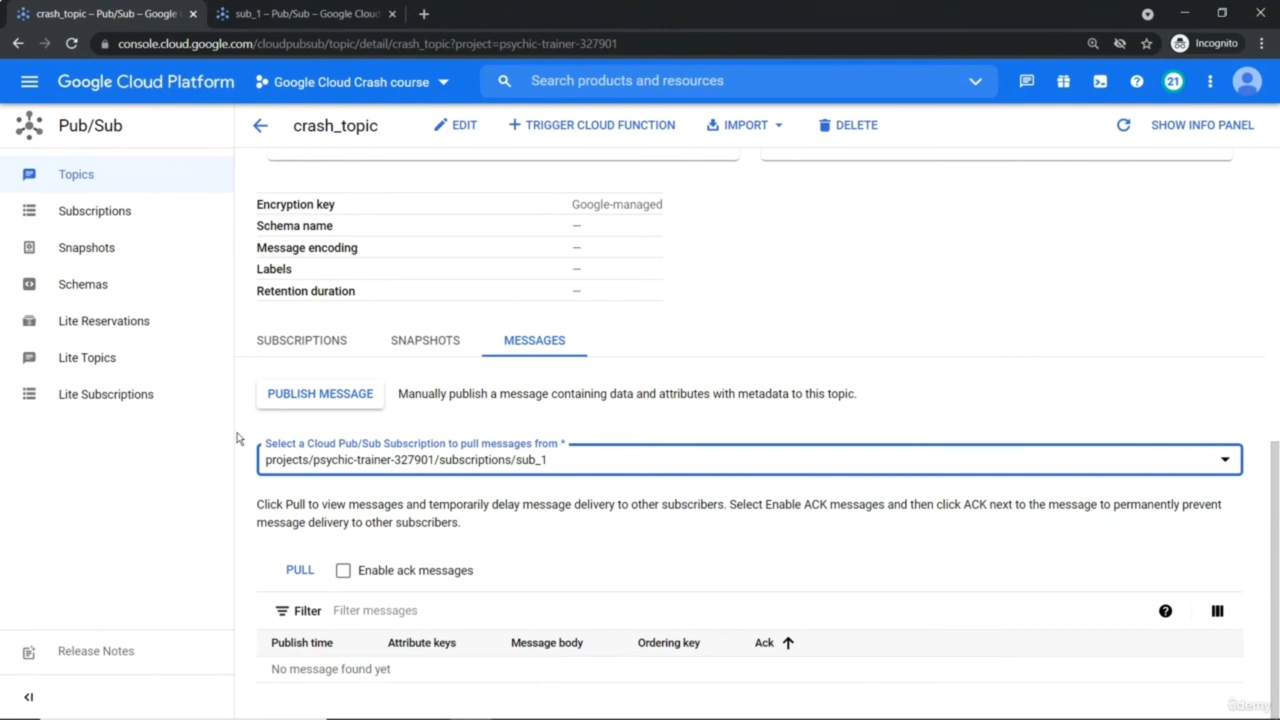 crash_topic – Pub/Sub – Google
sub_1 – Pub/Sub – Google Cloud
console.cloud.google.com/cloudpubsub/topic/detail/crash_topic?project=psychic-trainer-327901
Incognito
Google Cloud Platform
Google Cloud Crash course
Search products and resources
21
Pub/Sub
crash_topic
EDIT
TRIGGER CLOUD FUNCTION
IMPORT
DELETE
SHOW INFO PANEL
Topics
Subscriptions
Snapshots
Schemas
Lite Reservations
Lite Topics
Lite Subscriptions
Release Notes
Encryption key Google-managed
Schema name –
Message encoding –
Labels –
Retention duration –
SUBSCRIPTIONS SNAPSHOTS MESSAGES
PUBLISH MESSAGE Manually publish a message containing data and attributes with metadata to this topic.
Select a Cloud Pub/Sub Subscription to pull messages from *
projects/psychic-trainer-327901/subscriptions/sub_1
Click Pull to view messages and temporarily delay message delivery to other subscribers. Select Enable ACK messages and then click ACK next to the message to permanently prevent
message delivery to other subscribers.
PULL Enable ack messages
Filter Filter messages
Publish time Attribute keys Message body Ordering key Ack
No message found yet
ûdemy